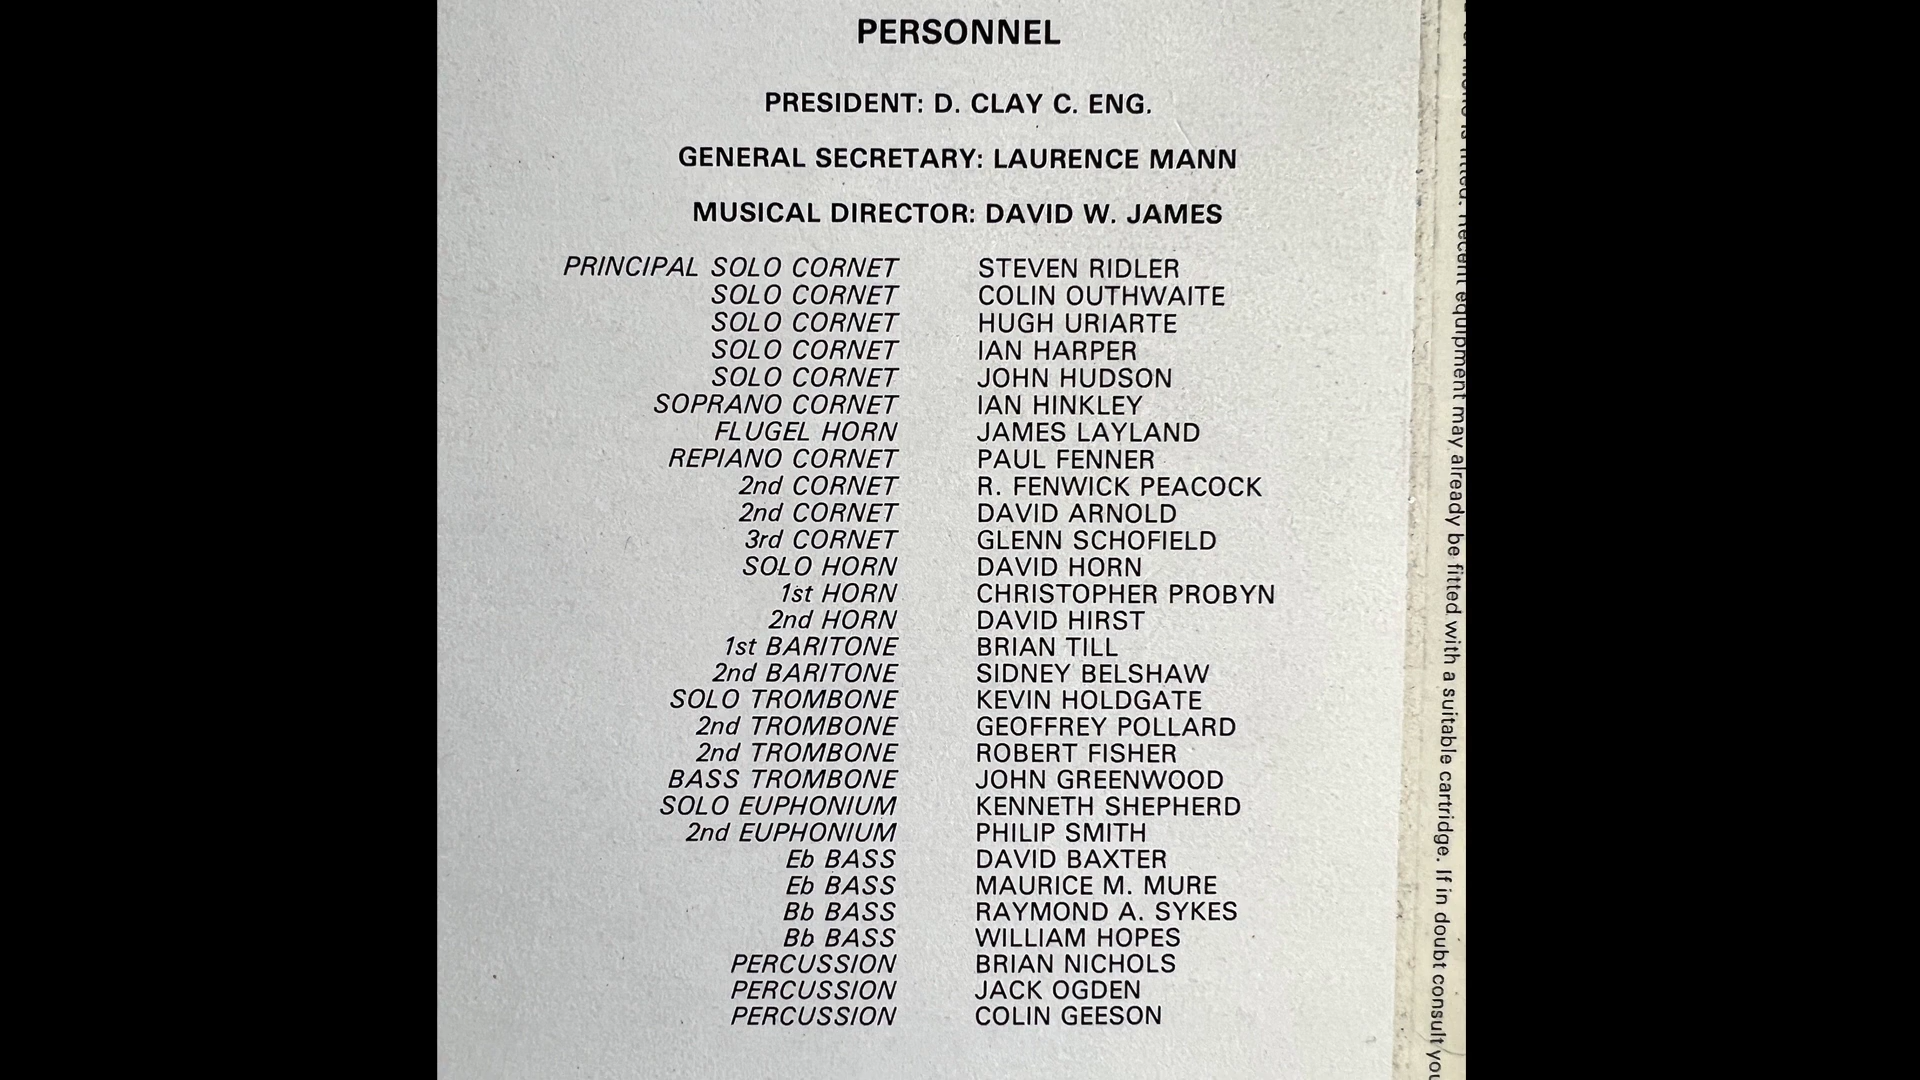 PERSONNEL
PRESIDENT: D. CLAY C. ENG.
GENERAL SECRETARY: LAURENCE MANN
MUSICAL DIRECTOR: DAVID W. JAMES
PRINCIPAL SOLO CORNET STEVEN RIDLER
SOLO CORNET COLIN OUTHWAITE
SOLO CORNET HUGH URIARTE
SOLO CORNET IAN HARPER
SOLO CORNET JOHN HUDSON
SOPRANO CORNET IAN HINKLEY
FLUGEL HORN JAMES LAYLAND
REPIANO CORNET PAUL FENNER
2nd CORNET R. FENWICK PEACOCK
2nd CORNET DAVID ARNOLD
3rd CORNET GLENN SCHOFIELD
SOLO HORN DAVID HORN
1st HORN CHRISTOPHER PROBYN
2nd HORN DAVID HIRST
1st BARITONE BRIAN TILL
2nd BARITONE SIDNEY BELSHAW
SOLO TROMBONE KEVIN HOLDGATE
2nd TROMBONE GEOFFREY POLLARD
2nd TROMBONE ROBERT FISHER
BASS TROMBONE JOHN GREENWOOD
SOLO EUPHONIUM KENNETH SHEPHERD
2nd EUPHONIUM PHILIP SMITH
Eb BASS DAVID BAXTER
Eb BASS MAURICE M. MURE
Bb BASS RAYMOND A. SYKES
Bb BASS WILLIAM HOPES
PERCUSSION BRIAN NICHOLS
PERCUSSION JACK OGDEN
PERCUSSION COLIN GEESON
is fitted. Recent equipment may already be fitted with a suitable cartridge. If in doubt consult